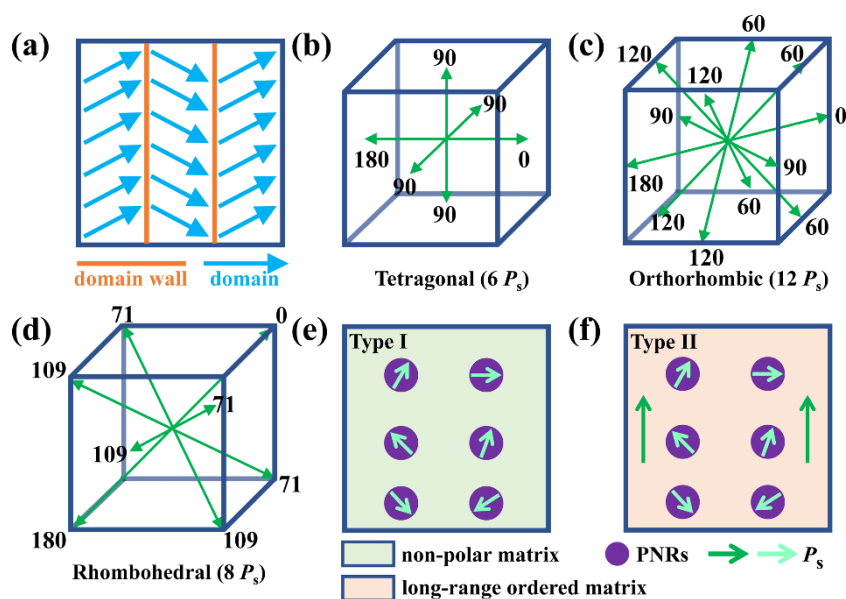 (a)
domain wall
domain
(b)
90
90
180
0
90
90
Tetragonal (6 Ps)
(c)
60
120
60
120
0
90
90
180
60
120
60
120
Orthorhombic (12 Ps)
(d)
71
0
109
71
109
71
180
109
Rhombohedral (8 Ps)
(e)
Type I
non-polar matrix
long-range ordered matrix
(f)
Type II
PNRs
Ps